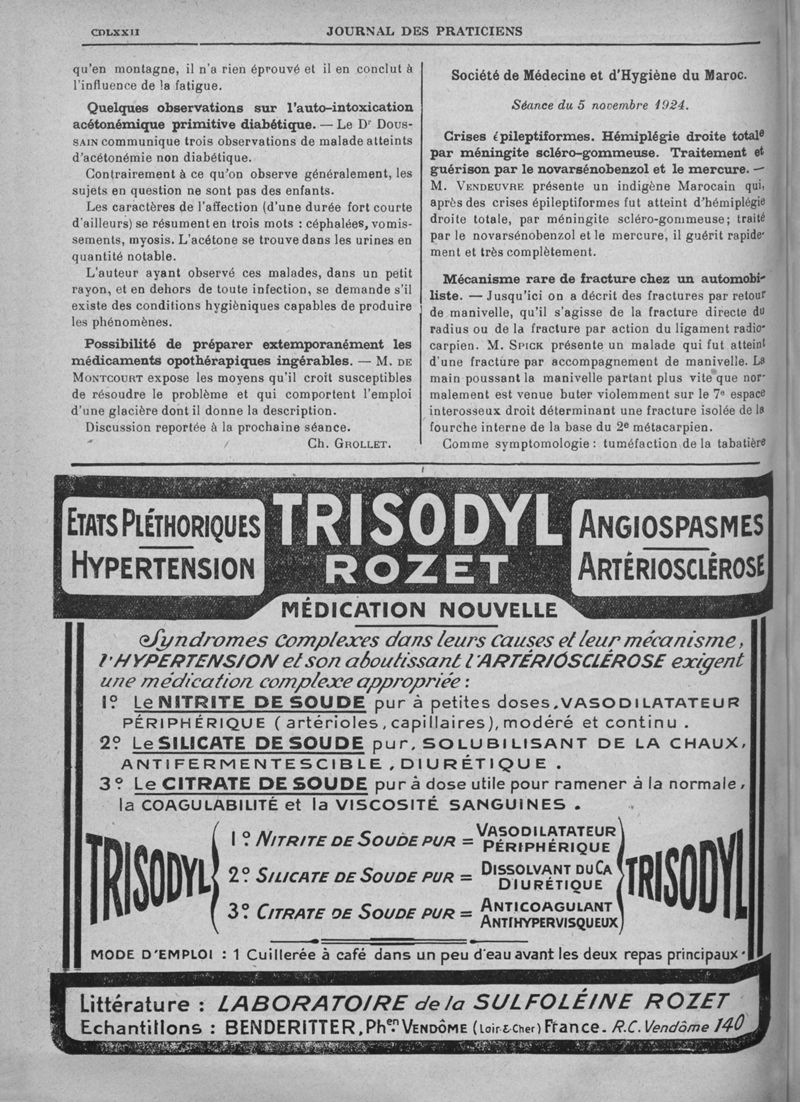 CDLXXII
JOURNAL DES PRATICIENS
qu'en montagne, il n'a rien éprouvé et il en conclut à
l'influence de la fatigue.
Quelques observations sur l'auto-intoxication
acétonémique primitive diabétique. — Le Dr DOUS-
SAIN communique trois observations de malade atteints
d'acétonémie non diabétique.
Contrairement à ce qu'on observe généralement, les
sujets en question ne sont pas des enfants.
Les caractères de l'affection (d'une durée fort courte
d'ailleurs) se résument en trois mots : céphalées, vomis-
sements, myosis. L'acétone se trouve dans les urines en
quantité notable.
L'auteur ayant observé ces malades, dans un petit
rayon, et en dehors de toute infection, se demande s'il
existe des conditions hygièniques capables de produire
les phénomènes.
Possibilité de préparer extemporanément les
médicaments opothérapiques ingérables. — M. DE
MONTCOURT expose les moyens qu'il croit susceptibles
de résoudre le problème et qui comportent l'emploi
d'une glacière dont il donne la description.
Discussion reportée à la prochaine séance.
Ch. GROLLET.
Société de Médecine et d'Hygiène du Maroc.
Séance du 5 novembre 1924.
Crises épileptiformes. Hémiplégie droite totale
par méningite scléro-gommeuse. Traitement et
guérison par le novarsénobenzol et le mercure. —
M. VENDEUVRE présente un indigène Marocain qui,
après des crises épileptiformes fut atteint d'hémiplégie
droite totale, par méningite scléro-gommeuse; traité
par le novarsénobenzol et le mercure, il guérit rapide-
ment et très complètement.
Mécanisme rare de fracture chez un automobi-
liste. — Jusqu'ici on a décrit des fractures par retour
de manivelle, qu'il s'agisse de la fracture directe du
radius ou de la fracture par action du ligament radio-
carpien. M. SPICK présente un malade qui fut atteint
d'une fracture par accompagnement de manivelle. La
main poussant la manivelle partant plus vite que nor-
malement est venue buter violemment sur le 7e espace
interosseux droit déterminant une fracture isolée de la
fourche interne de la base du 2e métacarpien.
Comme symptomologie : tuméfaction de la tabatière
ETATS PLÉTHORIQUES
HYPERTENSION
TRISODYL
ROZET
ANGIOSPASMES
ARTÉRIOSCLÉROSE
MÉDICATION NOUVELLE
Syndromes complexes dans leurs causes et leur mécanisme,
l'HYPERTENSION et son aboutissant l'ARTÉRIOSCLÉROSE exigent
une médication complexe appropriée :
1º Le NITRITE DE SOUDE pur à petites doses, VASODILATATEUR
PÉRIPHÉRIQUE (artérioles, capillaires), modéré et continu.
2º Le SILICATE DE SOUDE pur, SOLUBILISANT DE LA CHAUX,
ANTIFERMENTESCIBLE, DIURÉTIQUE.
3º Le CITRATE DE SOUDE pur à dose utile pour ramener à la normale,
la COAGULABILITÉ et la VISCOSITÉ SANGUINES.
TRISODYL
1º NITRITE DE SOUDE PUR = VASODILATATEUR
PÉRIPHÉRIQUE
2º SILICATE DE SOUDE PUR = DISSOLVANT DU CA
DIURÉTIQUE
3º CITRATE DE SOUDE PUR = ANTICOAGULANT
ANTIHYPERVISQUEUX
TRISODYL
MODE D'EMPLOI : 1 Cuillerée à café dans un peu d'eau avant les deux repas principaux.
Littérature : LABORATOIRE de la SULFOLÉINE ROZET
Echantillons : BENDERITTER, Phen. VENDÔME (Loir-&-Cher) France. R.C. Vendôme 140